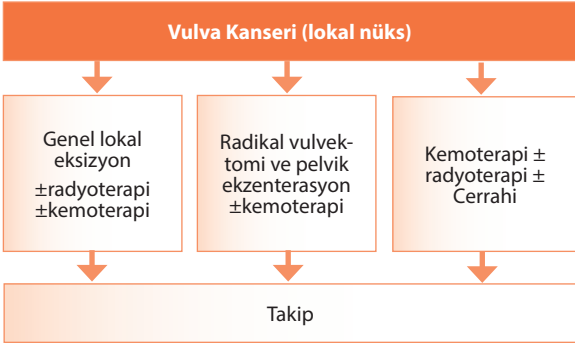 Vulva Kanseri (lokal nüks)
Genel lokal
eksizyon
±radyoterapi
±kemoterapi
Radikal vulvek-
tomi ve pelvik
ekzenterasyon
±kemoterapi
Kemoterapi ±
radyoterapi ±
Cerrahi
Takip